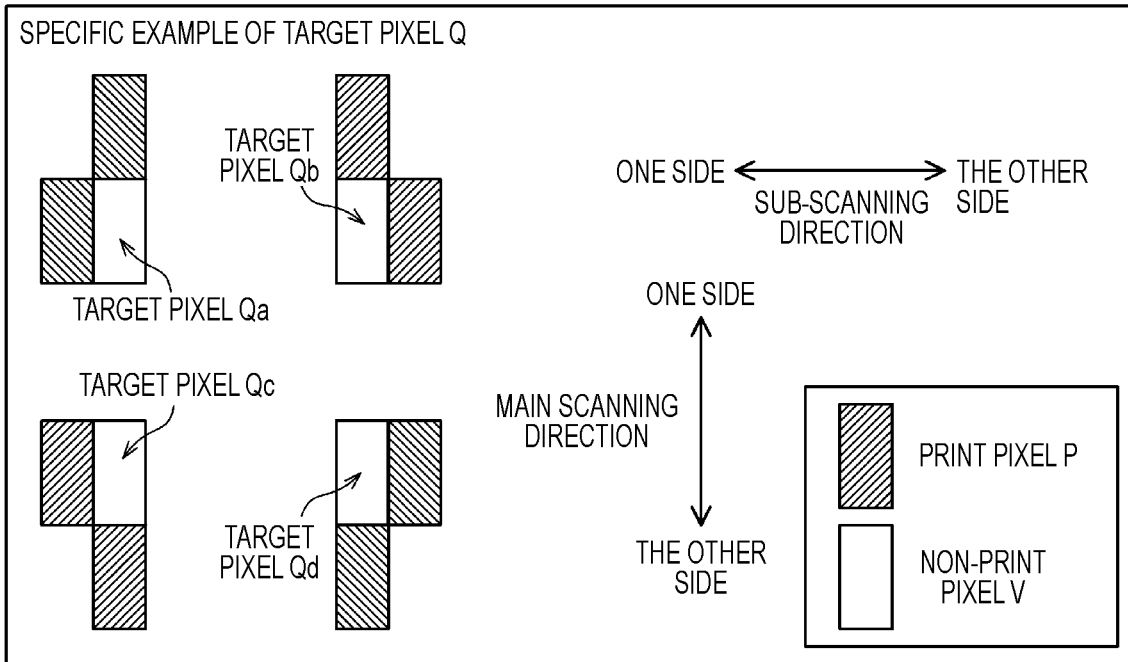 SPECIFIC EXAMPLE OF TARGET PIXEL Q
TARGET
PIXEL Qb
TARGET PIXEL Qa
ONE SIDE
THE OTHER
SIDE
SUB-SCANNING
DIRECTION
ONE SIDE
MAIN SCANNING
DIRECTION
THE OTHER
SIDE
TARGET PIXEL Qc
TARGET
PIXEL Qd
PRINT PIXEL P
NON-PRINT
PIXEL V